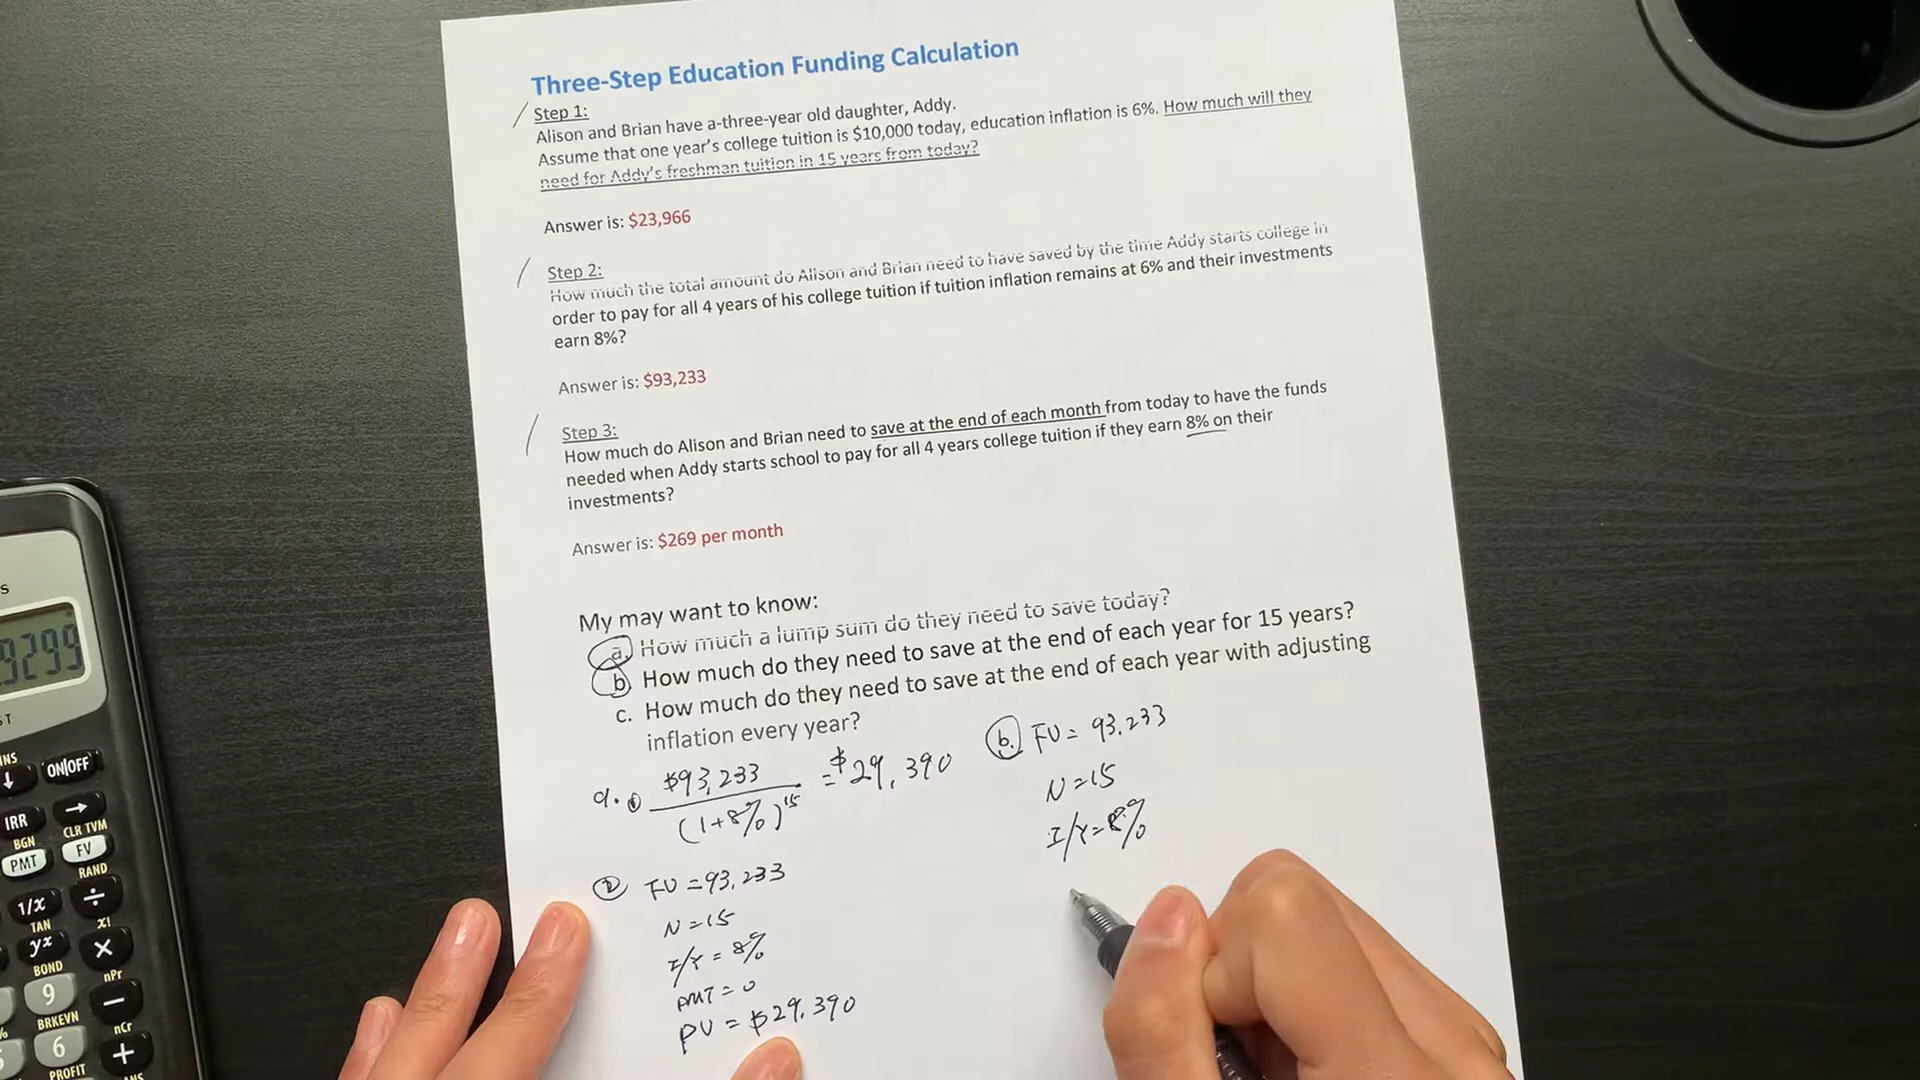 Three-Step Education Funding Calculation
Step 1:
Alison and Brian have a-three-year old daughter, Addy.
Assume that one year's college tuition is $10,000 today, education inflation is 6%. How much will they
need for Addy's freshman tuition in 15 years from today?
Answer is: $23,966
Step 2:
How much the total amount do Alison and Brian need to have saved by the time Addy starts college in
order to pay for all 4 years of his college tuition if tuition inflation remains at 6% and their investments
earn 8%?
Answer is: $93,233
Step 3:
How much do Alison and Brian need to save at the end of each month from today to have the funds
needed when Addy starts school to pay for all 4 years college tuition if they earn 8% on their
investments?
Answer is: $269 per month
My may want to know:
a. How much a lump sum do they need to save today?
b. How much do they need to save at the end of each year for 15 years?
c. How much do they need to save at the end of each year with adjusting
inflation every year?
a. ① $93,233 / (1+8%)^15 = $29,390
② FV = 93,233
N = 15
I/Y = 8%
PMT = 0
PV = $29,390
b. FV = 93,233
N = 15
I/Y = 8%
9299
ON/OFF
IRR →
CLR TVM
BGN
PMT FV
RAND
1/x ÷
TAN x!
yx ×
BOND nPr
9 −
BRKEVN nCr
6 +
PROFIT